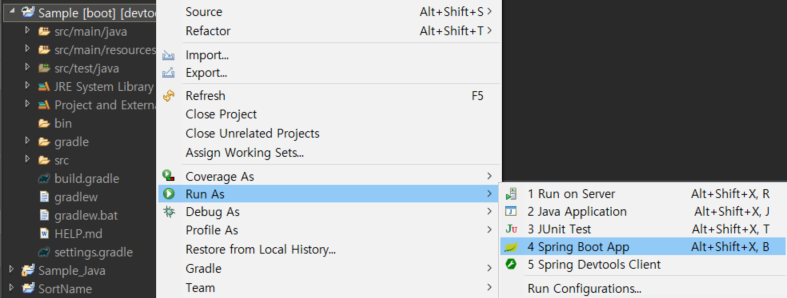 Sample [boot] [devtoo
src/main/java
src/main/resources
src/test/java
JRE System Library
Project and Externa
bin
gradle
src
build.gradle
gradlew
gradlew.bat
HELP.md
settings.gradle
Sample_Java
SortName
Source Alt+Shift+S >
Refactor Alt+Shift+T >
Import...
Export...
Refresh F5
Close Project
Close Unrelated Projects
Assign Working Sets...
Coverage As >
Run As >
Debug As >
Profile As >
Restore from Local History...
Gradle >
Team >
1 Run on Server Alt+Shift+X, R
2 Java Application Alt+Shift+X, J
3 JUnit Test Alt+Shift+X, T
4 Spring Boot App Alt+Shift+X, B
5 Spring Devtools Client
Run Configurations...